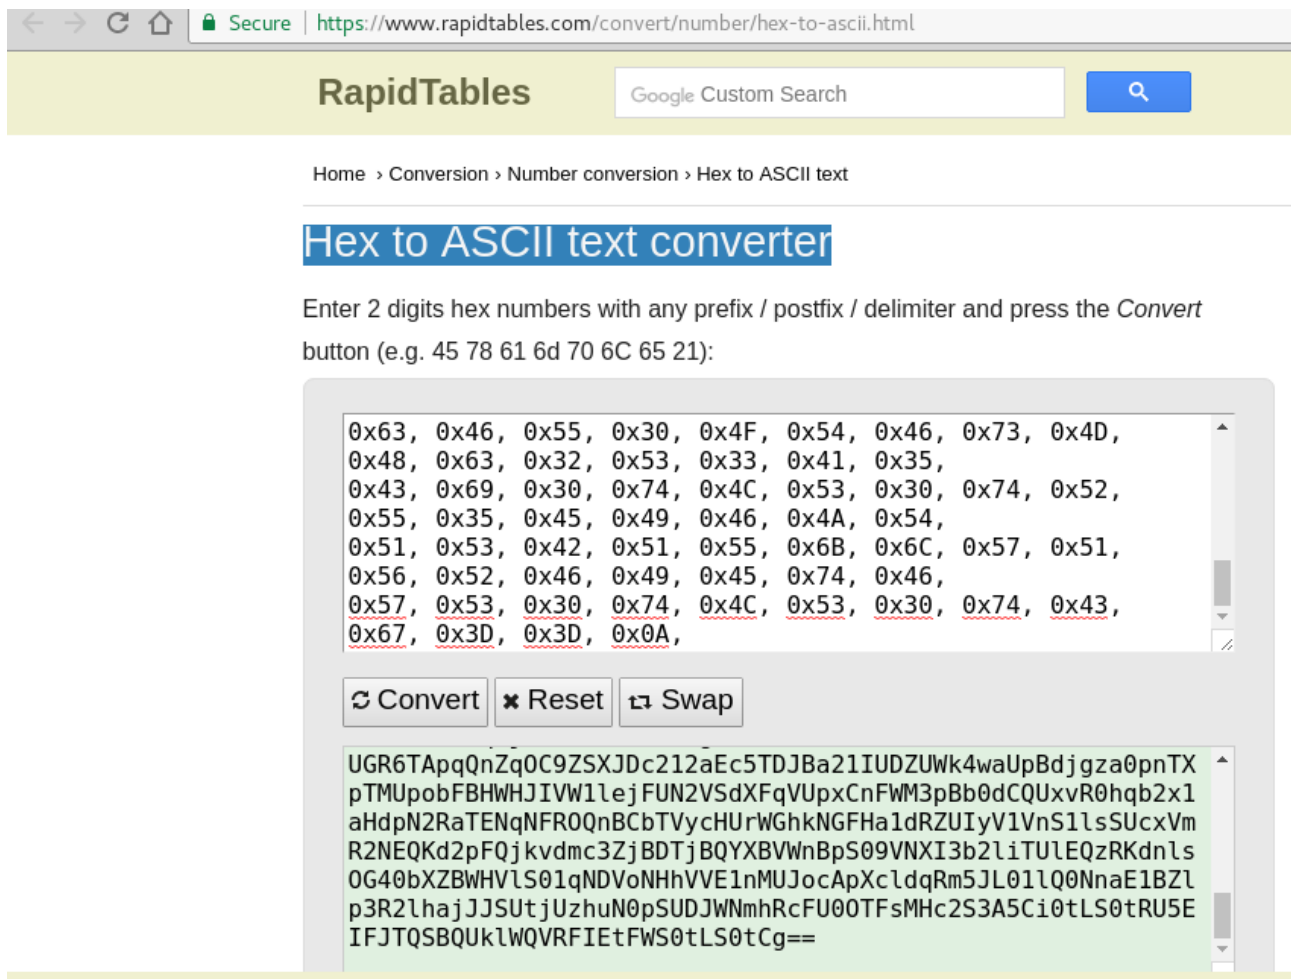 Secure https://www.rapidtables.com/convert/number/hex-to-ascii.html
RapidTables
Google Custom Search
Home › Conversion › Number conversion › Hex to ASCII text
Hex to ASCII text converter
Enter 2 digits hex numbers with any prefix / postfix / delimiter and press the Convert
button (e.g. 45 78 61 6d 70 6C 65 21):
0x63, 0x46, 0x55, 0x30, 0x4F, 0x54, 0x46, 0x73, 0x4D,
0x48, 0x63, 0x32, 0x53, 0x33, 0x41, 0x35,
0x43, 0x69, 0x30, 0x74, 0x4C, 0x53, 0x30, 0x74, 0x52,
0x55, 0x35, 0x45, 0x49, 0x46, 0x4A, 0x54,
0x51, 0x53, 0x42, 0x51, 0x55, 0x6B, 0x6C, 0x57, 0x51,
0x56, 0x52, 0x46, 0x49, 0x45, 0x74, 0x46,
0x57, 0x53, 0x30, 0x74, 0x4C, 0x53, 0x30, 0x74, 0x43,
0x67, 0x3D, 0x3D, 0x0A,
Convert Reset Swap
UGR6TApqQnZqOC9ZSXJDc212aEc5TDJBa21IUDZUWk4waUpBdjgza0pnTX
pTMUpobFBHWHJIVW1lejFUN2VSdXFqVUpxCnFWM3pBb0dCQUxvR0hqb2x1
aHdpN2RaTENqNFROQnBCbTVycHUrWGhkNGFHa1dRZUIyV1VnS1lsSUcxVm
R2NEQKd2pFQjkvdmc3ZjBDTjBQYXBVWnBpS09VNXI3b2liTUlEQzRKdnls
OG40bXZBWHVlS01qNDVoNHhVVE1nMUJocApXcldqRm5JL01lQ0NnaE1BZl
p3R2lhajJJSUtjUzhuN0pSUDJWNmhRcFU0OTFsMHc2S3A5Ci0tLS0tRU5E
IFJTQSBQUklWQVRFIEtFWS0tLS0tCg==